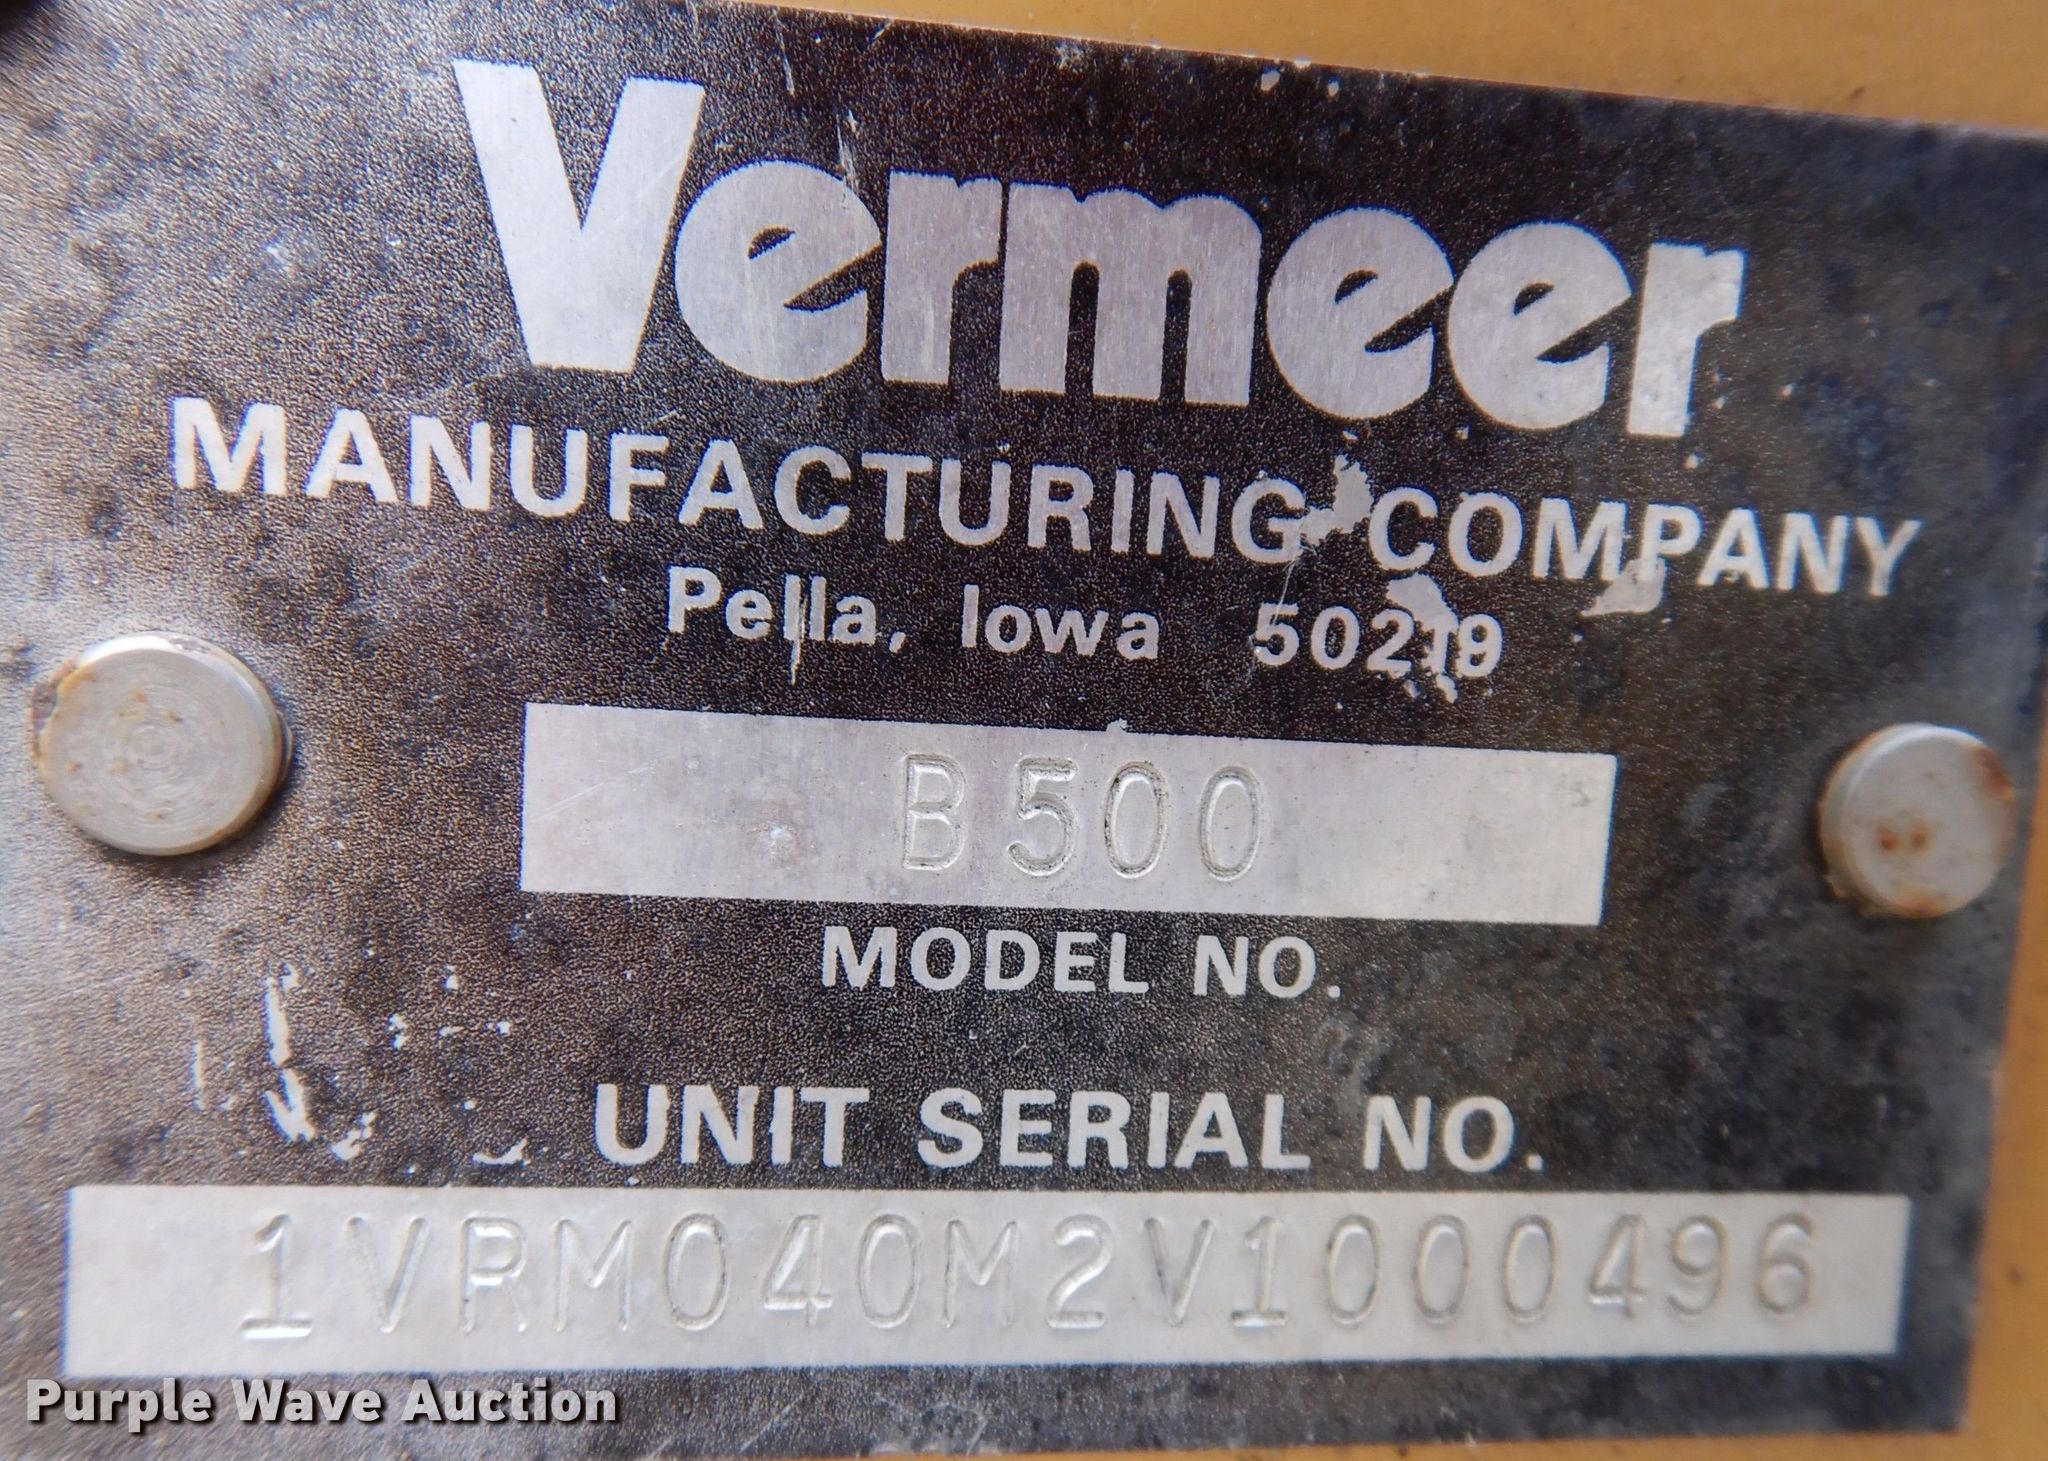 Vermeer
MANUFACTURING COMPANY
Pella, Iowa 50219
B500
MODEL NO.
UNIT SERIAL NO.
1VRM040M2V1000496
Purple Wave Auction